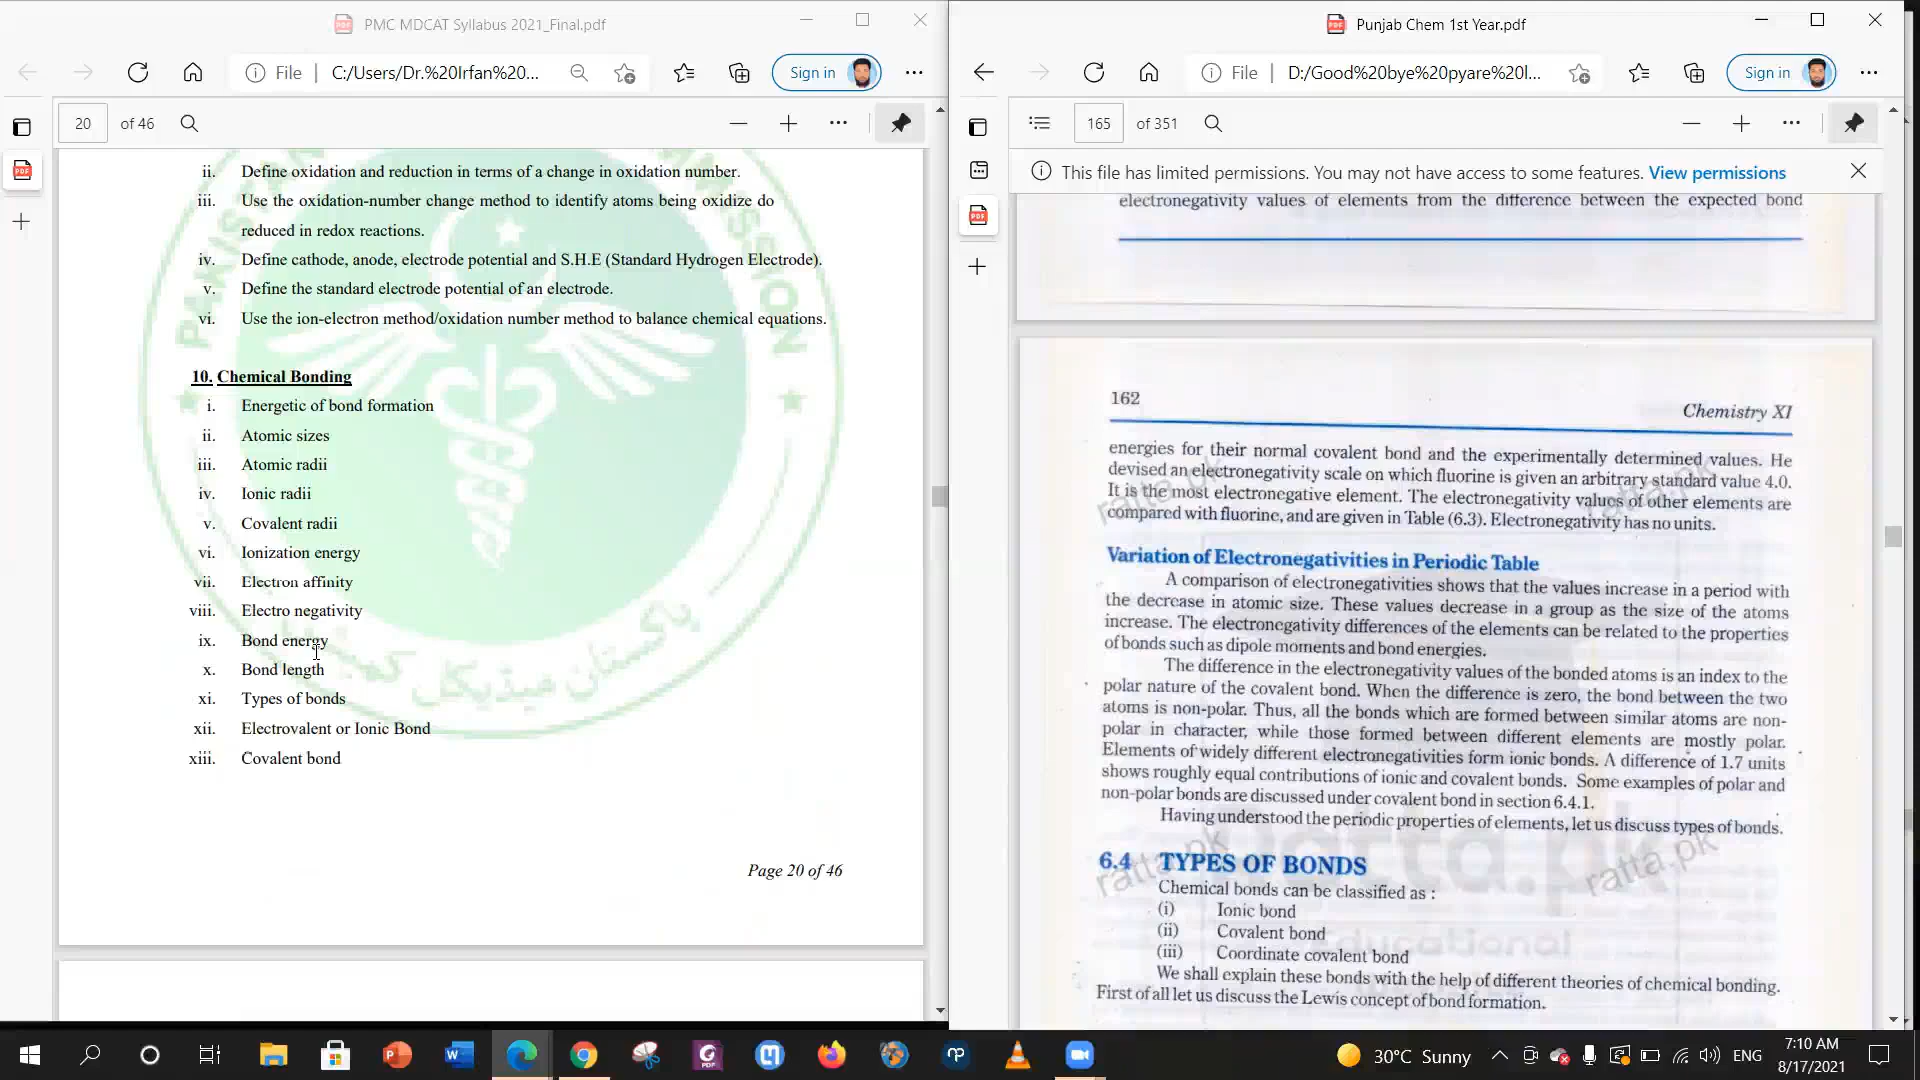 PMC MDCAT Syllabus 2021_Final.pdf
File
C:/Users/Dr.%20Irfan%20...
Sign in
20 of 46
ii. Define oxidation and reduction in terms of a change in oxidation number.
iii. Use the oxidation-number change method to identify atoms being oxidize do
reduced in redox reactions.
iv. Define cathode, anode, electrode potential and S.H.E (Standard Hydrogen Electrode).
v. Define the standard electrode potential of an electrode.
vi. Use the ion-electron method/oxidation number method to balance chemical equations.
10. Chemical Bonding
i. Energetic of bond formation
ii. Atomic sizes
iii. Atomic radii
iv. Ionic radii
v. Covalent radii
vi. Ionization energy
vii. Electron affinity
viii. Electro negativity
ix. Bond energy
x. Bond length
xi. Types of bonds
xii. Electrovalent or Ionic Bond
xiii. Covalent bond
Page 20 of 46
Punjab Chem 1st Year.pdf
File
D:/Good%20bye%20pyare%20l...
Sign in
165 of 351
This file has limited permissions. You may not have access to some features. View permissions
electronegativity values of elements from the difference between the expected bond
162
Chemistry XI
energies for their normal covalent bond and the experimentally determined values. He
devised an electronegativity scale on which fluorine is given an arbitrary standard value 4.0.
It is the most electronegative element. The electronegativity values of other elements are
compared with fluorine, and are given in Table (6.3). Electronegativity has no units.
Variation of Electronegativities in Periodic Table
A comparison of electronegativities shows that the values increase in a period with
the decrease in atomic size. These values decrease in a group as the size of the atoms
increase. The electronegativity differences of the elements can be related to the properties
of bonds such as dipole moments and bond energies.
The difference in the electronegativity values of the bonded atoms is an index to the
polar nature of the covalent bond. When the difference is zero, the bond between the two
atoms is non-polar. Thus, all the bonds which are formed between similar atoms are non-
polar in character, while those formed between different elements are mostly polar.
Elements of widely different electronegativities form ionic bonds. A difference of 1.7 units
shows roughly equal contributions of ionic and covalent bonds. Some examples of polar and
non-polar bonds are discussed under covalent bond in section 6.4.1.
Having understood the periodic properties of elements, let us discuss types of bonds.
6.4 TYPES OF BONDS
Chemical bonds can be classified as :
(i) Ionic bond
(ii) Covalent bond
(iii) Coordinate covalent bond
We shall explain these bonds with the help of different theories of chemical bonding.
First of all let us discuss the Lewis concept of bond formation.
ratta.pk
ratta.pk
ratta.pk
ratta.pk
Ratta.pk
Educational
30°C Sunny
ENG
7:10 AM
8/17/2021